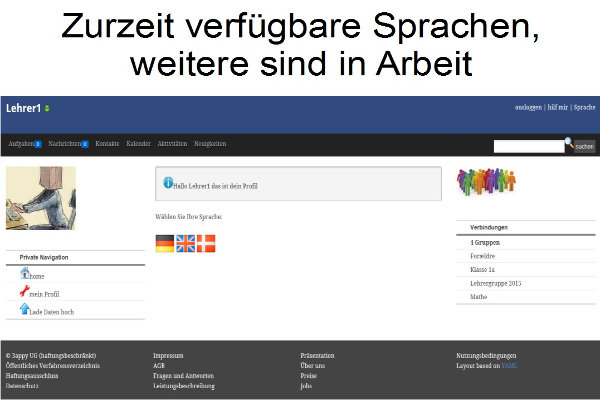 Zurzeit verfügbare Sprachen,
weitere sind in Arbeit
Lehrer1
ausloggen | hilf mir | Sprache
Aufgaben 0 Nachrichten 0 Kontakte Kalender Aktivitäten Neuigkeiten
suchen
Hallo Lehrer1 das ist dein Profil
Wählen Sie Ihre Sprache:
Private Navigation
home
mein Profil
Lade Daten hoch
Verbindungen
4 Gruppen
Forældre
Klasse 1a
Lehrergruppe 2015
Mathe
© 3appy UG (haftungsbeschränkt)
Öffentliches Verfahrensverzeichnis
Haftungsausschluss
Datenschutz
Impressum
AGB
Fragen und Antworten
Leistungsbeschreibung
Präsentation
Über uns
Preise
Jobs
Nutzungsbedingungen
Layout based on YAML